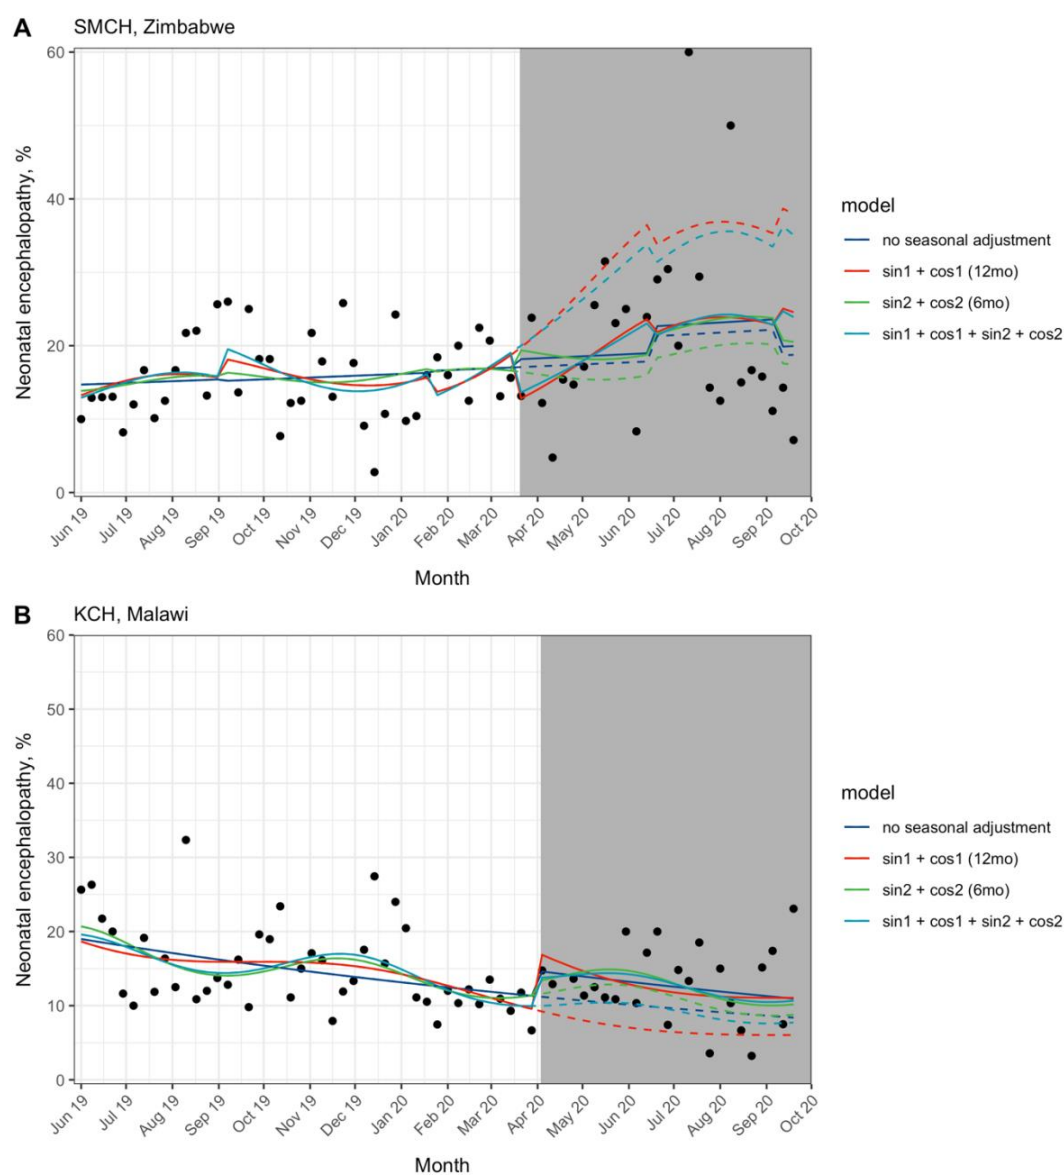 A
SMCH, Zimbabwe
60
40
20
0
Neonatal encephalopathy, %
Jun 19
Jul 19
Aug 19
Sep 19
Oct 19
Nov 19
Dec 19
Jan 20
Feb 20
Mar 20
Apr 20
May 20
Jun 20
Jul 20
Aug 20
Sep 20
Oct 20
Month
model
no seasonal adjustment
sin1 + cos1 (12mo)
sin2 + cos2 (6mo)
sin1 + cos1 + sin2 + cos2
B
KCH, Malawi
60
50
40
30
20
10
0
Neonatal encephalopathy, %
Jun 19
Jul 19
Aug 19
Sep 19
Oct 19
Nov 19
Dec 19
Jan 20
Feb 20
Mar 20
Apr 20
May 20
Jun 20
Jul 20
Aug 20
Sep 20
Oct 20
Month
model
no seasonal adjustment
sin1 + cos1 (12mo)
sin2 + cos2 (6mo)
sin1 + cos1 + sin2 + cos2